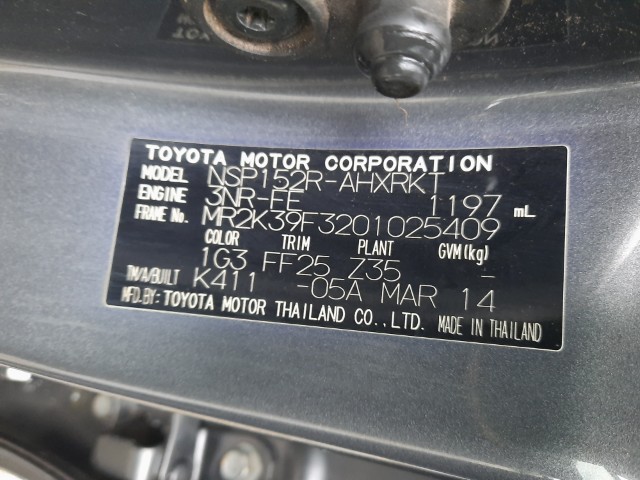 TOYOTA MOTOR CORPORATION
MODEL NSP152R-AHXRKT
ENGINE 3NR-FE 1197 mL
FRAME No. MR2K39F3201025409
COLOR TRIM PLANT GVM(kg)
1G3 FF25 Z35 -
T/M/A/BUILT K411 -05A MAR 14
MFD.BY: TOYOTA MOTOR THAILAND CO.,LTD. MADE IN THAILAND